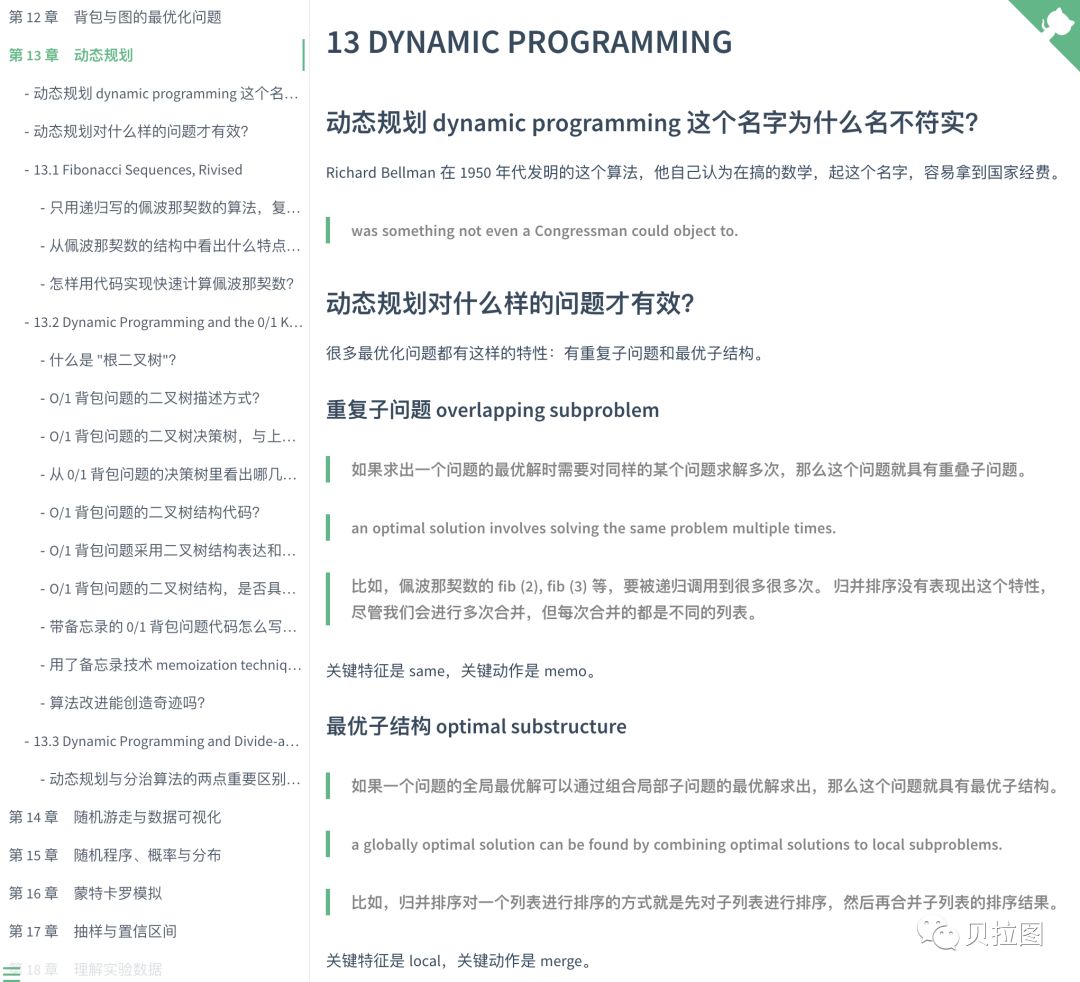 第 12 章 背包与图的最优化问题
第 13 章 动态规划
- 动态规划 dynamic programming 这个名...
- 动态规划对什么样的问题才有效?
- 13.1 Fibonacci Sequences, Rivised
- 只用递归写的佩波那契数的算法，复...
- 从佩波那契数的结构中看出什么特点...
- 怎样用代码实现快速计算佩波那契数?
- 13.2 Dynamic Programming and the 0/1 K...
- 什么是 "根二叉树"?
- O/1 背包问题的二叉树描述方式?
- O/1 背包问题的二叉树决策树，与上...
- 从 0/1 背包问题的决策树里看出哪几...
- O/1 背包问题的二叉树结构代码?
- O/1 背包问题采用二叉树结构表达和...
- O/1 背包问题的二叉树结构，是否具...
- 带备忘录的 0/1 背包问题代码怎么写...
- 用了备忘录技术 memoization techniq...
- 算法改进能创造奇迹吗?
- 13.3 Dynamic Programming and Divide-a...
- 动态规划与分治算法的两点重要区别...
第 14 章 随机游走与数据可视化
第 15 章 随机程序、概率与分布
第 16 章 蒙特卡罗模拟
第 17 章 抽样与置信区间
第 18 章 理解实验数据
13 DYNAMIC PROGRAMMING
动态规划 dynamic programming 这个名字为什么名不符实?
Richard Bellman 在 1950 年代发明的这个算法，他自己认为在搞的数学，起这个名字，容易拿到国家经费。
was something not even a Congressman could object to.
动态规划对什么样的问题才有效?
很多最优化问题都有这样的特性：有重复子问题和最优子结构。
重复子问题 overlapping subproblem
如果求出一个问题的最优解时需要对同样的某个问题求解多次，那么这个问题就具有重叠子问题。
an optimal solution involves solving the same problem multiple times.
比如，佩波那契数的 fib (2), fib (3) 等，要被递归调用到很多很多次。 归并排序没有表现出这个特性，
尽管我们会进行多次合并，但每次合并的都是不同的列表。
关键特征是 same，关键动作是 memo。
最优子结构 optimal substructure
如果一个问题的全局最优解可以通过组合局部子问题的最优解求出，那么这个问题就具有最优子结构。
a globally optimal solution can be found by combining optimal solutions to local subproblems.
比如，归并排序对一个列表进行排序的方式就是先对子列表进行排序，然后再合并子列表的排序结果。
关键特征是 local，关键动作是 merge。
贝拉图